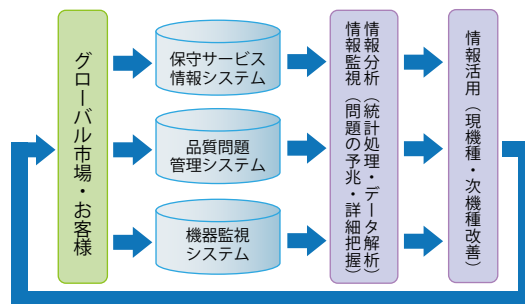 グローバル市場・お客様
保守サービス
情報システム
品質問題
管理システム
機器監視
システム
情報分析（統計処理・データ解析）
情報監視（問題の予兆・詳細把握）
情報活用（現機種・次機種改善）